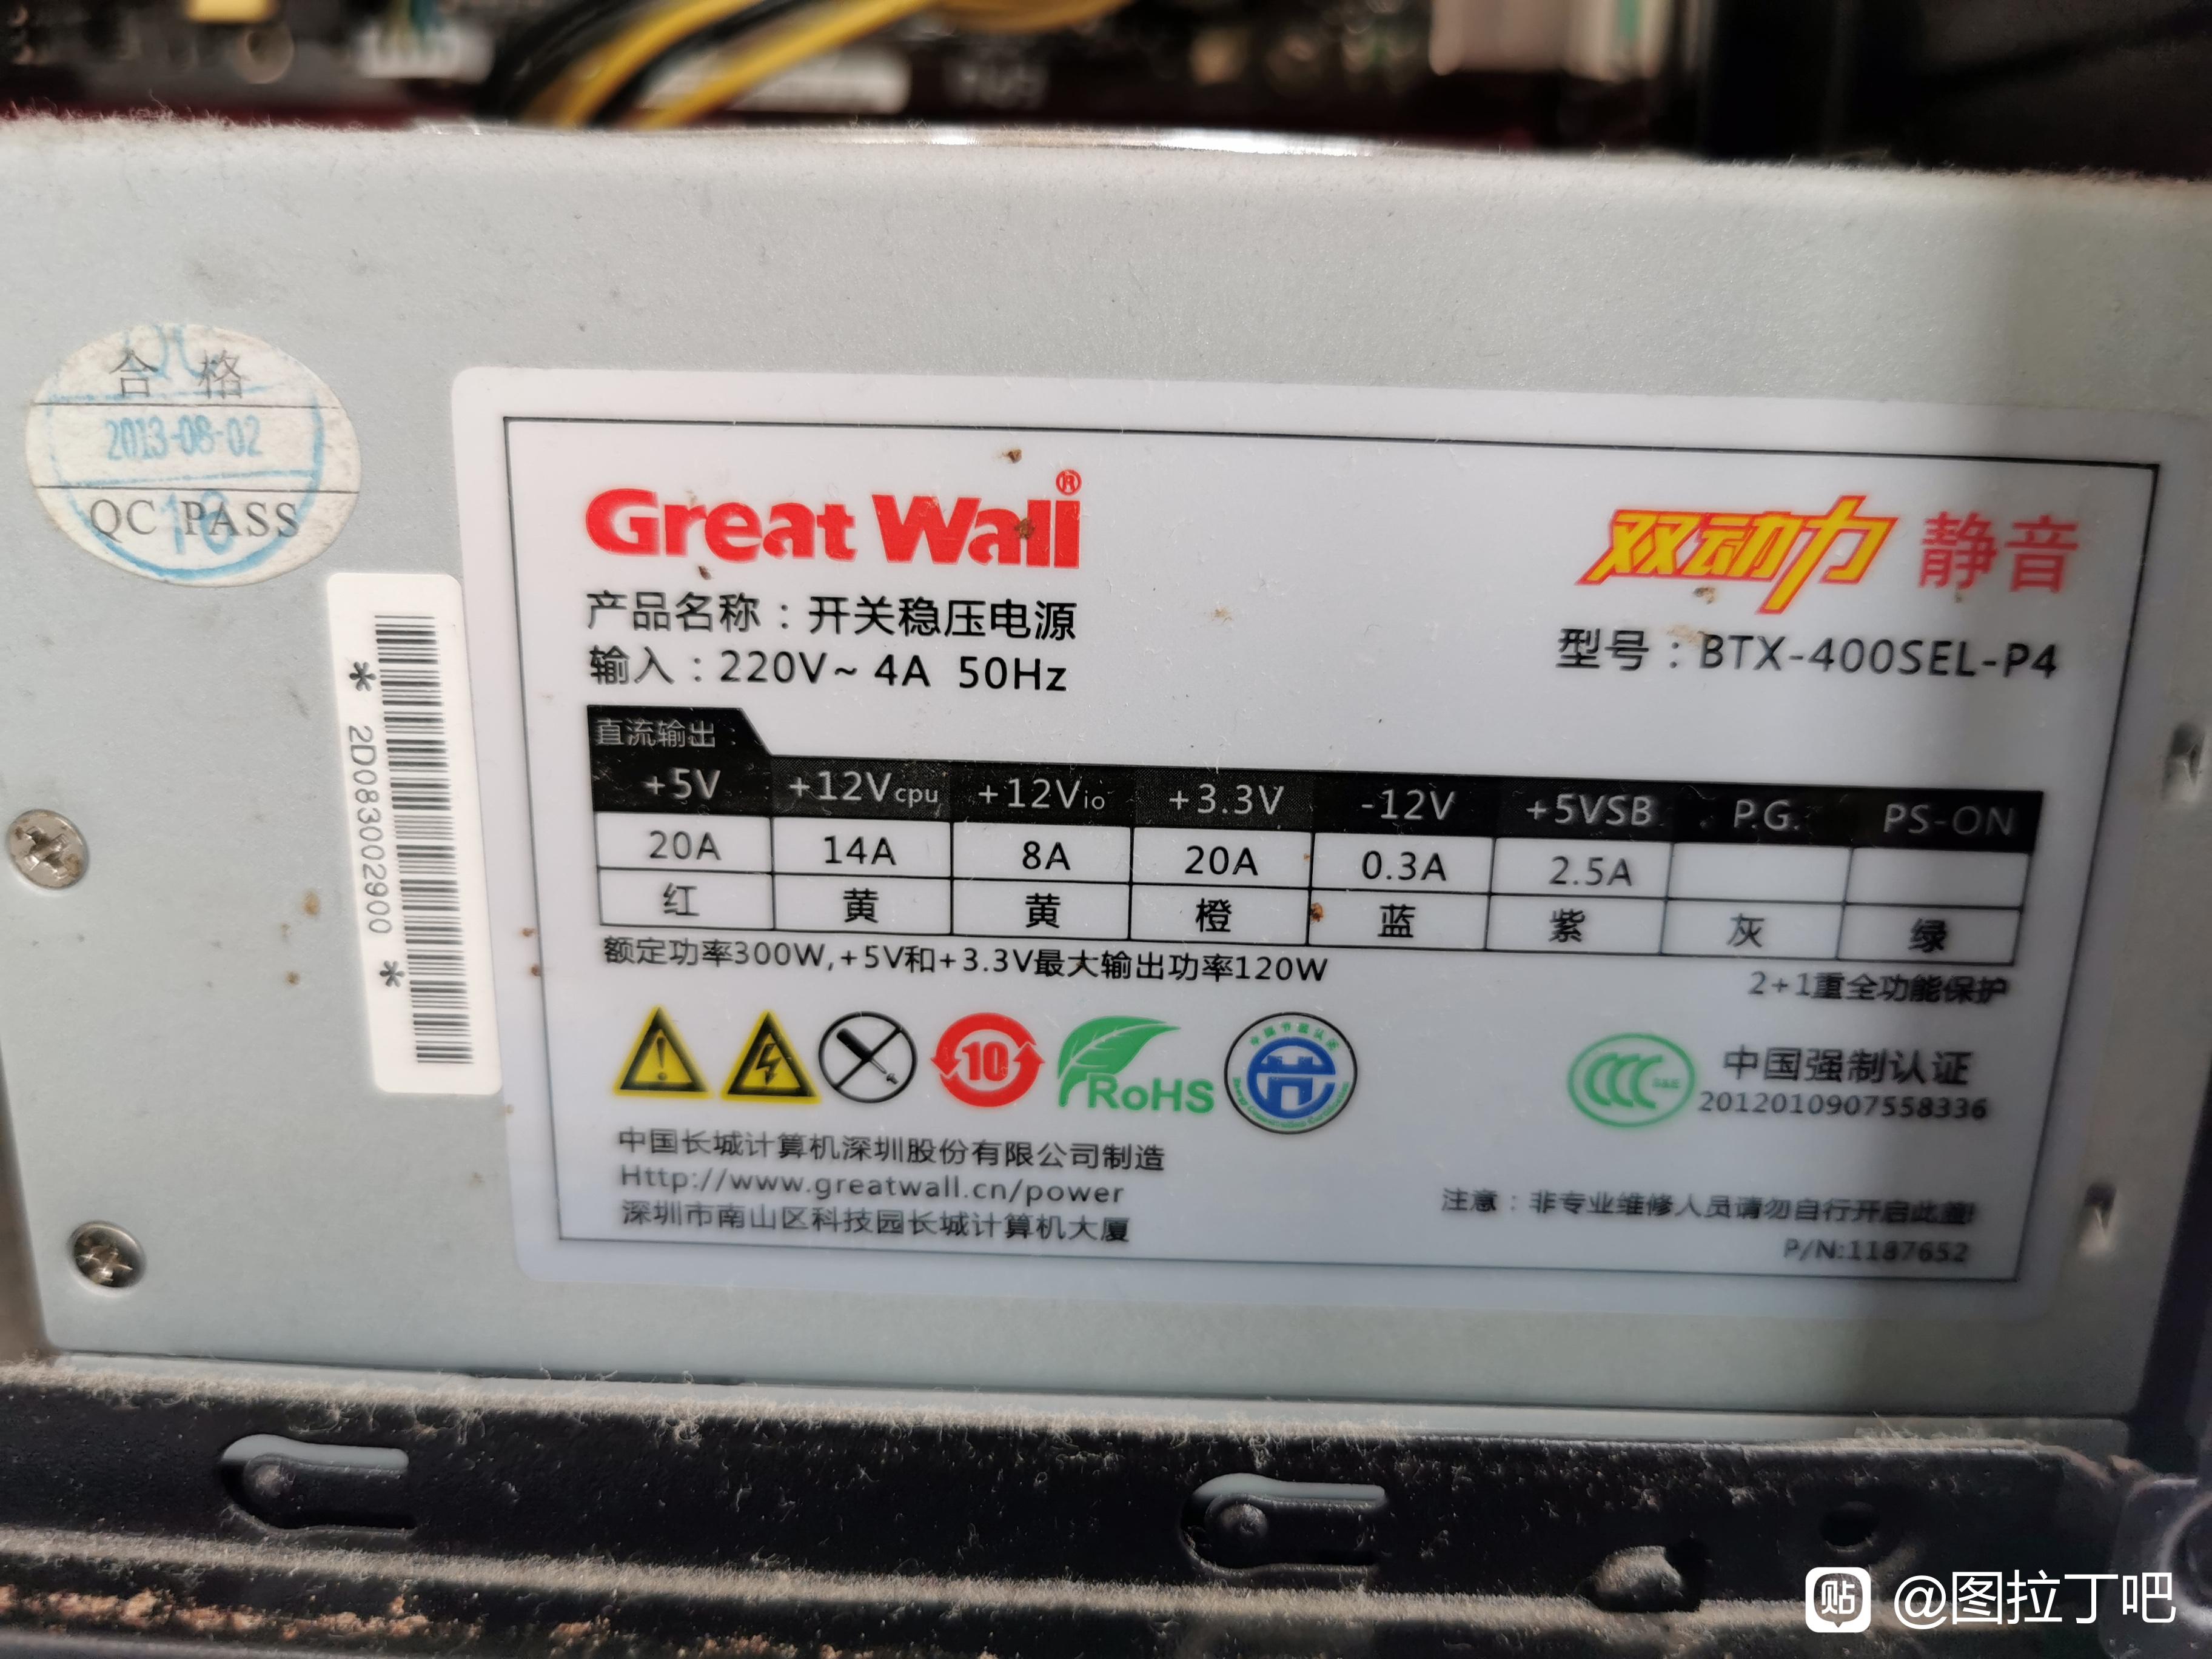 合格
2013-08-02
QC PASS
* 2D083002900 *
Great Wall®
双动力 静音
产品名称：开关稳压电源
输入：220V~ 4A 50Hz
型号：BTX-400SEL-P4
直流输出：
+5V +12Vcpu +12Vio +3.3V -12V +5VSB P.G. PS-ON
20A 14A 8A 20A 0.3A 2.5A
红 黄 黄 橙 蓝 紫 灰 绿
额定功率300W,+5V和+3.3V最大输出功率120W
2+1重全功能保护
10
RoHS
中国节能认证
CCC S&E
中国强制认证
2012010907558336
中国长城计算机深圳股份有限公司制造
Http://www.greatwall.cn/power
深圳市南山区科技园长城计算机大厦
注意：非专业维修人员请勿自行开启此盖!
P/N:1187652
贴 @图拉丁吧